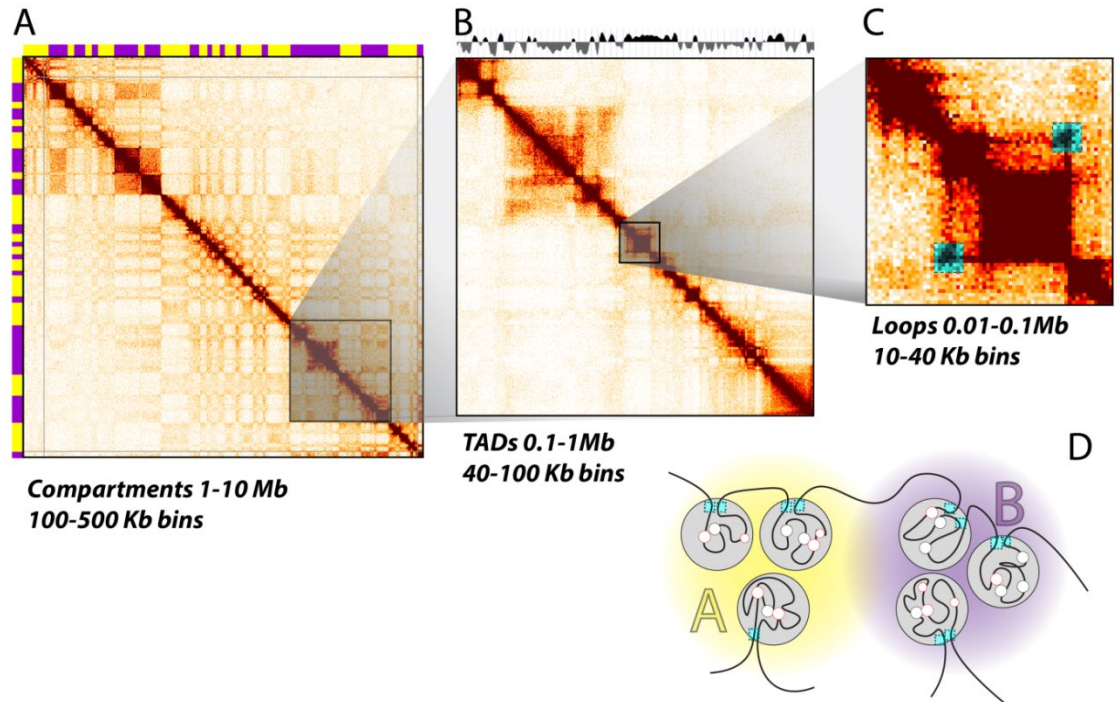 A
B
C
Compartments 1-10 Mb
100-500 Kb bins
TADs 0.1-1Mb
40-100 Kb bins
Loops 0.01-0.1Mb
10-40 Kb bins
D
A
B